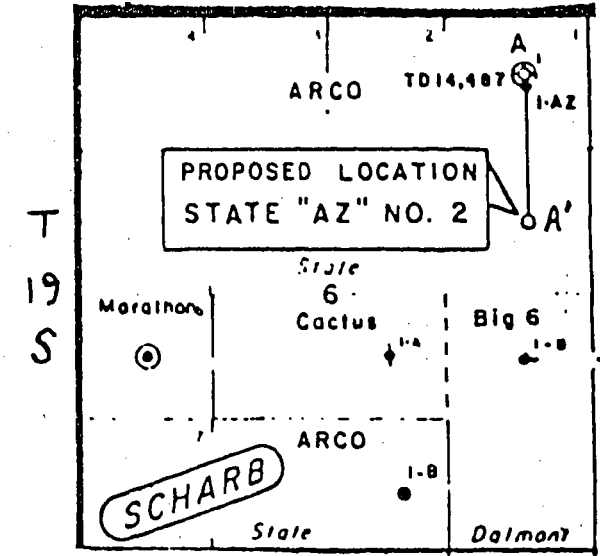 4 3 2 1
A
1
ARCO
TD14,487
1-AZ
PROPOSED LOCATION
STATE "AZ" NO. 2
A'
T
19
S
State
6
Marathon
Cactus
Big 6
1-A
1-B
7
ARCO
1-B
SCHARB
State
Dalmont